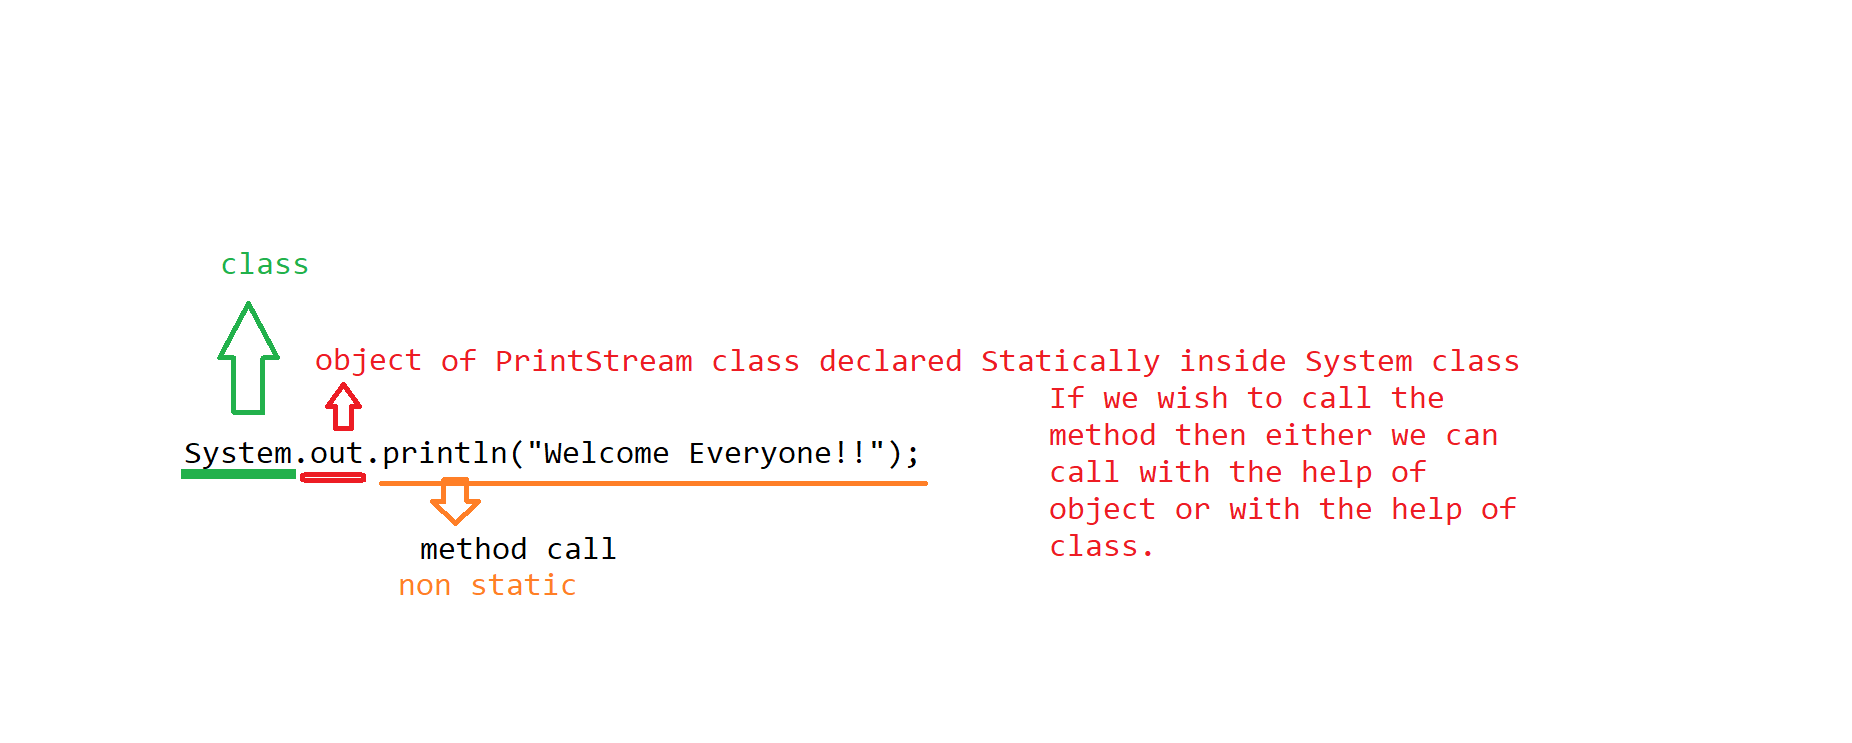 class
object of PrintStream class declared Statically inside System class
If we wish to call the
method then either we can
call with the help of
object or with the help of
class.
System.out.println("Welcome Everyone!!");
method call
non static